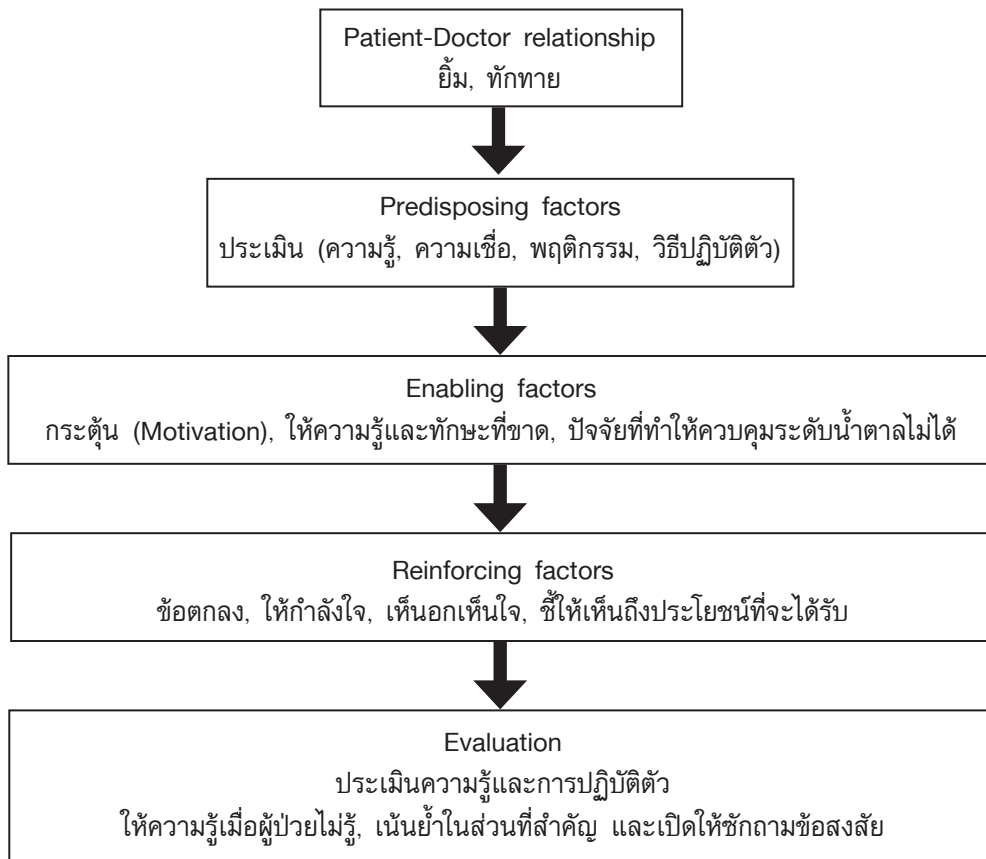 Patient-Doctor relationship
ยิ้ม, ทักทาย
Predisposing factors
ประเมิน (ความรู้, ความเชื่อ, พฤติกรรม, วิธีปฏิบัติตัว)
Enabling factors
กระตุ้น (Motivation), ให้ความรู้และทักษะที่ขาด, ปัจจัยที่ทำให้ควบคุมระดับน้ำตาลไม่ได้
Reinforcing factors
ข้อตกลง, ให้กำลังใจ, เห็นอกเห็นใจ, ชี้ให้เห็นถึงประโยชน์ที่จะได้รับ
Evaluation
ประเมินความรู้และการปฏิบัติตัว
ให้ความรู้เมื่อผู้ป่วยไม่รู้, เน้นย้ำในส่วนที่สำคัญ และเปิดให้ซักถามข้อสงสัย